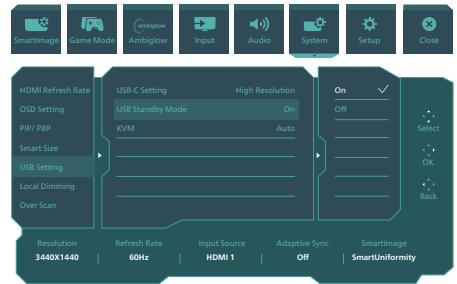 SmartImage Game Mode ambiglow Ambiglow Input Audio System Setup Close
HDMI Refresh Rate USB-C Setting High Resolution On
OSD Setting USB Standby Mode On Off
PIP/ PBP KVM Auto Select
Smart Size
USB Setting OK
Local Dimming
Over Scan Back
Resolution Refresh Rate Input Source Adaptive Sync SmartImage
3440X1440 | 60Hz | HDMI 1 | Off | SmartUniformity